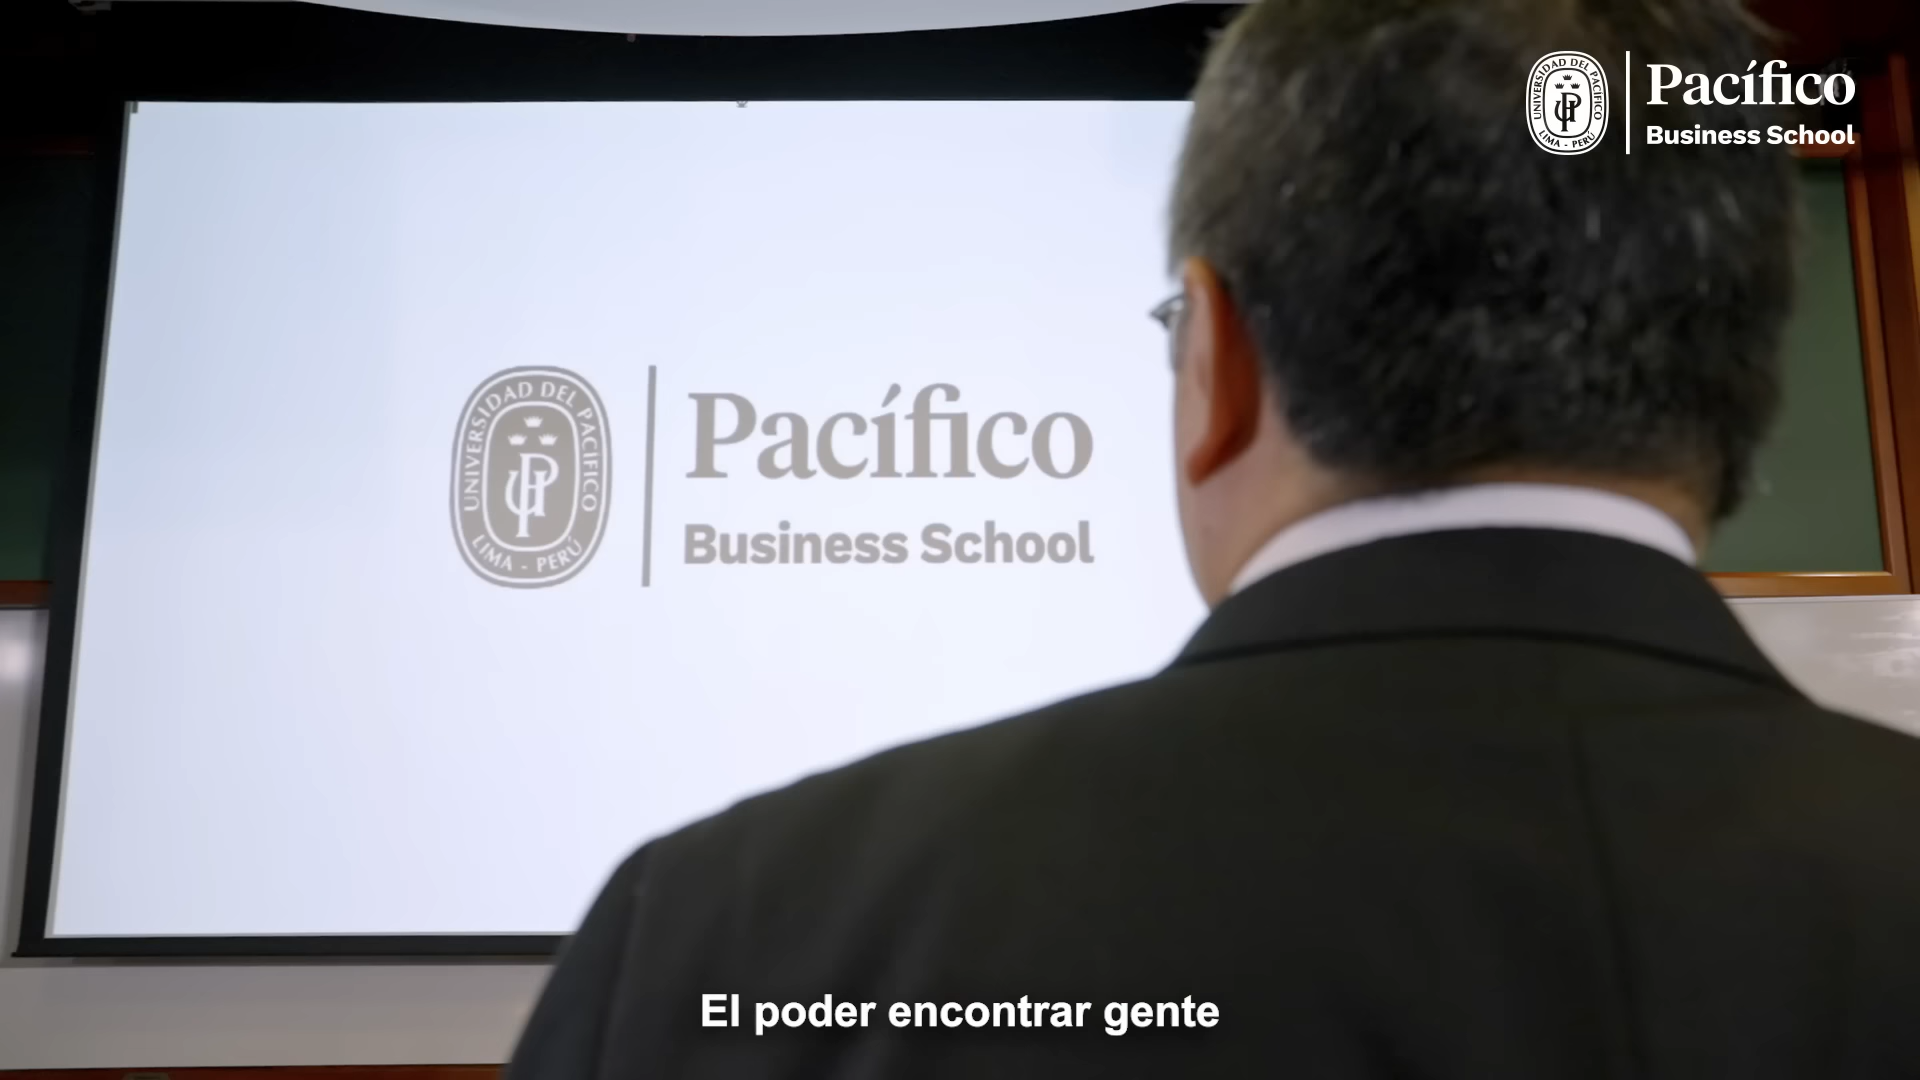 UNIVERSIDAD DEL PACÍFICO
LIMA - PERÚ
Pacífico
Business School
UNIVERSIDAD DEL PACÍFICO
LIMA - PERÚ
Pacífico
Business School
El poder encontrar gente